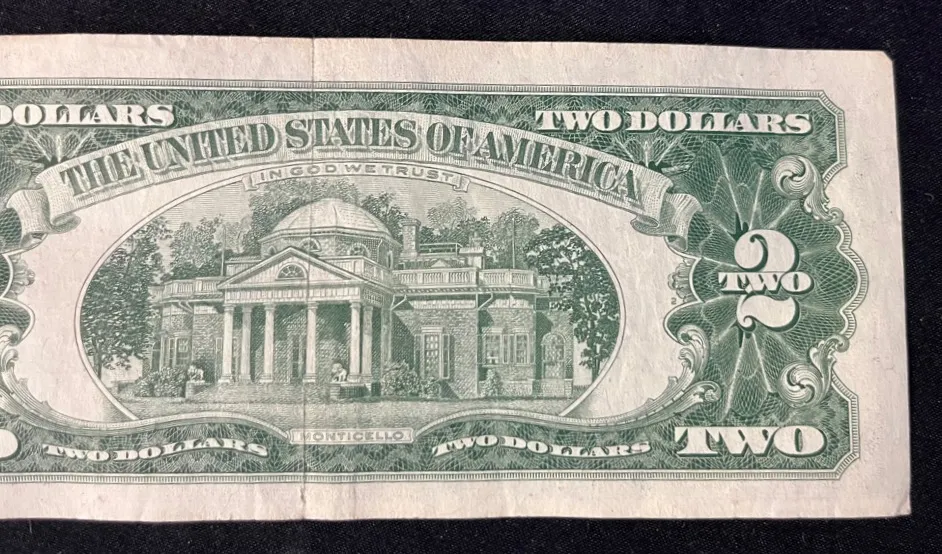 DOLLARS
TWO DOLLARS
THE UNITED STATES OF AMERICA
IN GOD WE TRUST
2
TWO
MONTICELLO
TWO DOLLARS
TWO DOLLARS
TWO